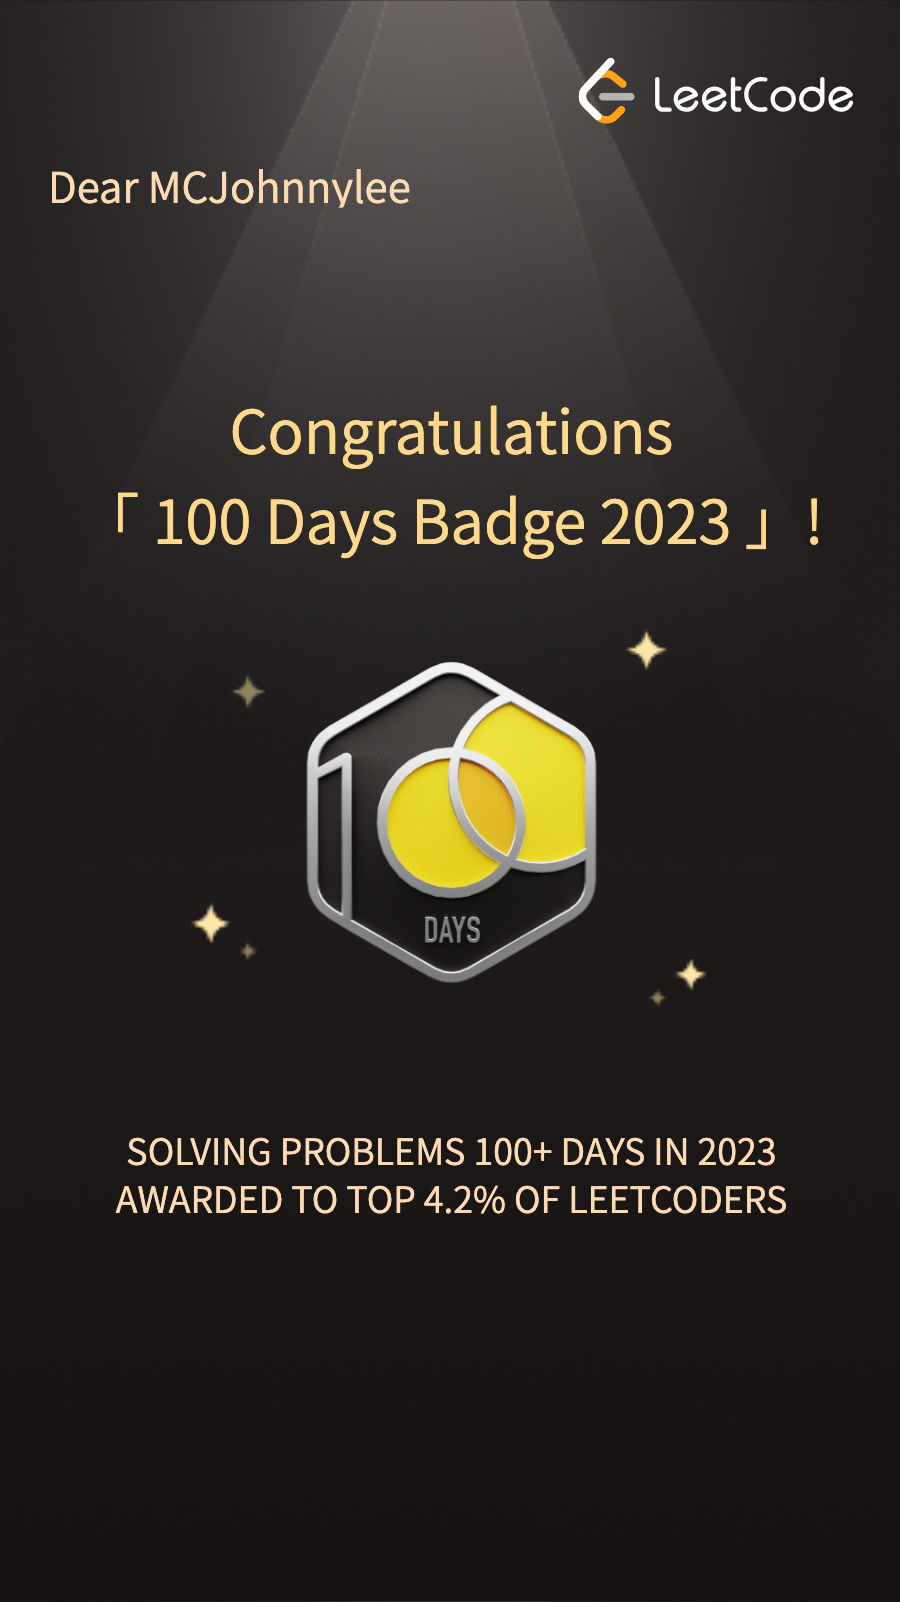 LeetCode
Dear MCJohnnylee
Congratulations
「 100 Days Badge 2023 」!
100
DAYS
SOLVING PROBLEMS 100+ DAYS IN 2023
AWARDED TO TOP 4.2% OF LEETCODERS